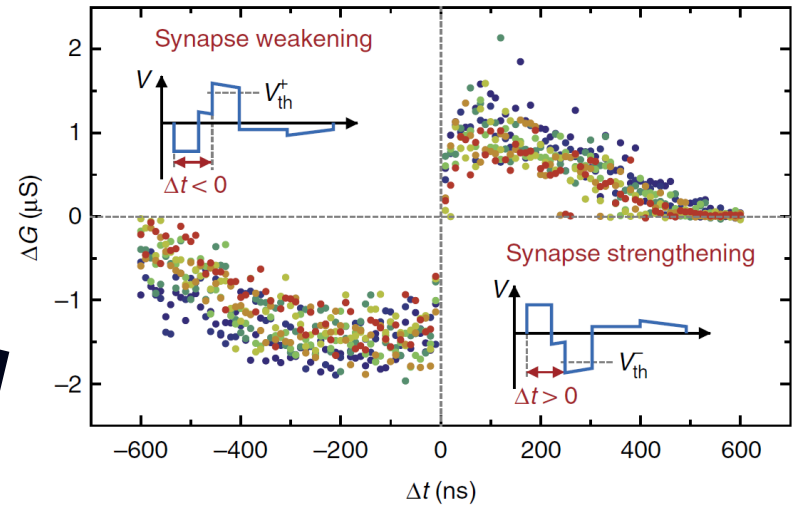 Synapse weakening
V
V⁺th
Δt < 0
2
1
0
−1
−2
ΔG (μS)
Synapse strengthening
V
V⁻th
Δt > 0
−600
−400
−200
0
200
400
600
Δt (ns)